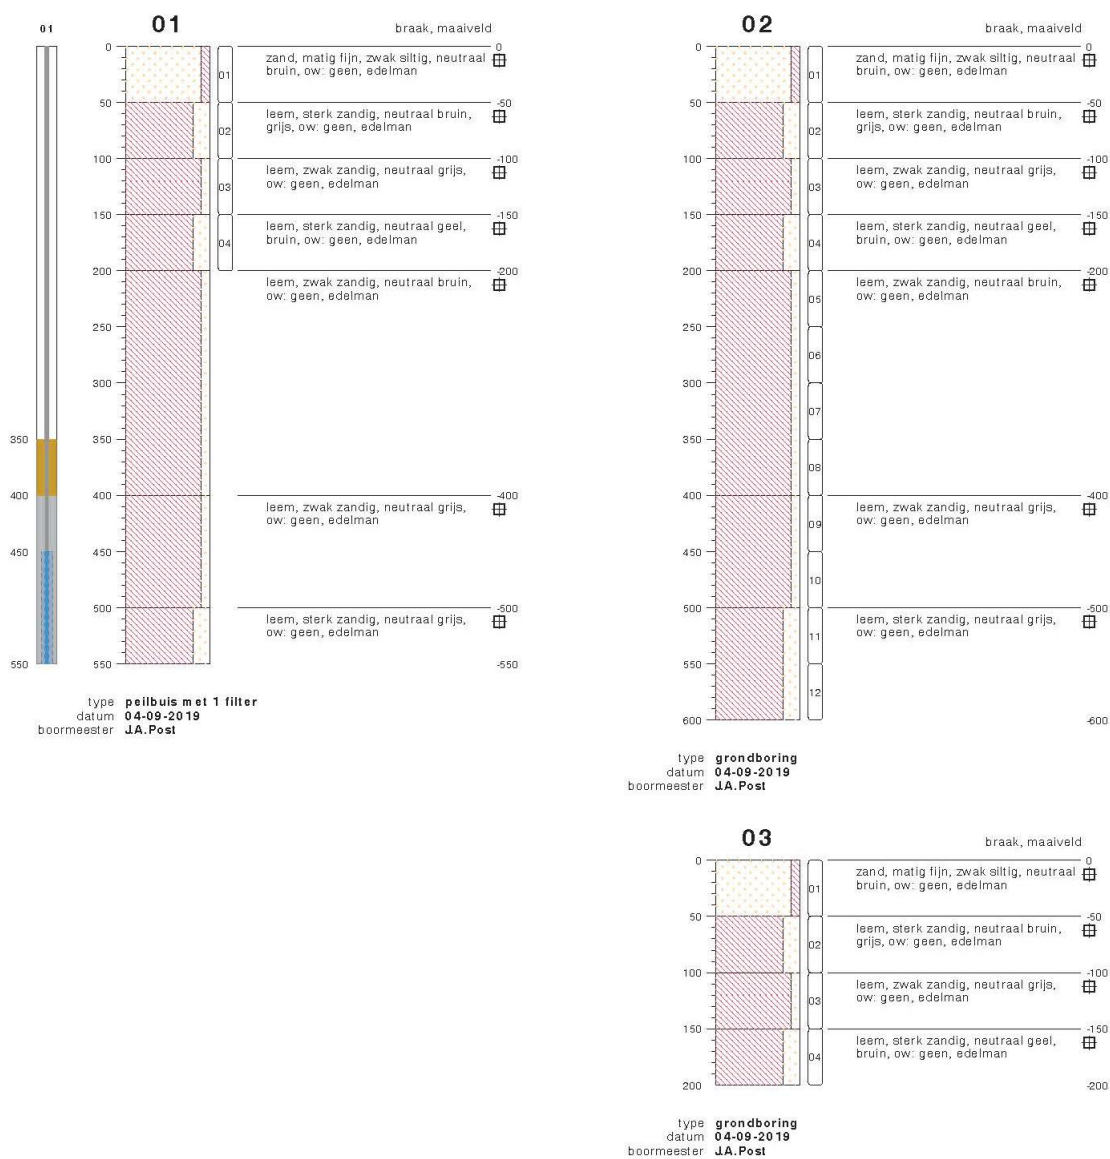 01
01
braak, maaiveld
0
0
01
zand, matig fijn, zwak siltig, neutraal
bruin, ow: geen, edelman
50
-50
02
leem, sterk zandig, neutraal bruin,
grijs, ow: geen, edelman
100
-100
03
leem, zwak zandig, neutraal grijs,
ow: geen, edelman
150
-150
04
leem, sterk zandig, neutraal geel,
bruin, ow: geen, edelman
200
-200
leem, zwak zandig, neutraal bruin,
ow: geen, edelman
250
300
350
350
400
-400
leem, zwak zandig, neutraal grijs,
ow: geen, edelman
450
450
500
-500
leem, sterk zandig, neutraal grijs,
ow: geen, edelman
550
550
-550
type peilbuis met 1 filter
datum 04-09-2019
boormeester J.A.Post
02
braak, maaiveld
0
0
01
zand, matig fijn, zwak siltig, neutraal
bruin, ow: geen, edelman
50
-50
02
leem, sterk zandig, neutraal bruin,
grijs, ow: geen, edelman
100
-100
03
leem, zwak zandig, neutraal grijs,
ow: geen, edelman
150
-150
04
leem, sterk zandig, neutraal geel,
bruin, ow: geen, edelman
200
-200
05
leem, zwak zandig, neutraal bruin,
ow: geen, edelman
250
06
300
07
350
08
400
-400
09
leem, zwak zandig, neutraal grijs,
ow: geen, edelman
450
10
500
-500
11
leem, sterk zandig, neutraal grijs,
ow: geen, edelman
550
12
600
-600
type grondboring
datum 04-09-2019
boormeester J.A.Post
03
braak, maaiveld
0
0
01
zand, matig fijn, zwak siltig, neutraal
bruin, ow: geen, edelman
50
-50
02
leem, sterk zandig, neutraal bruin,
grijs, ow: geen, edelman
100
-100
03
leem, zwak zandig, neutraal grijs,
ow: geen, edelman
150
-150
04
leem, sterk zandig, neutraal geel,
bruin, ow: geen, edelman
200
-200
type grondboring
datum 04-09-2019
boormeester J.A.Post